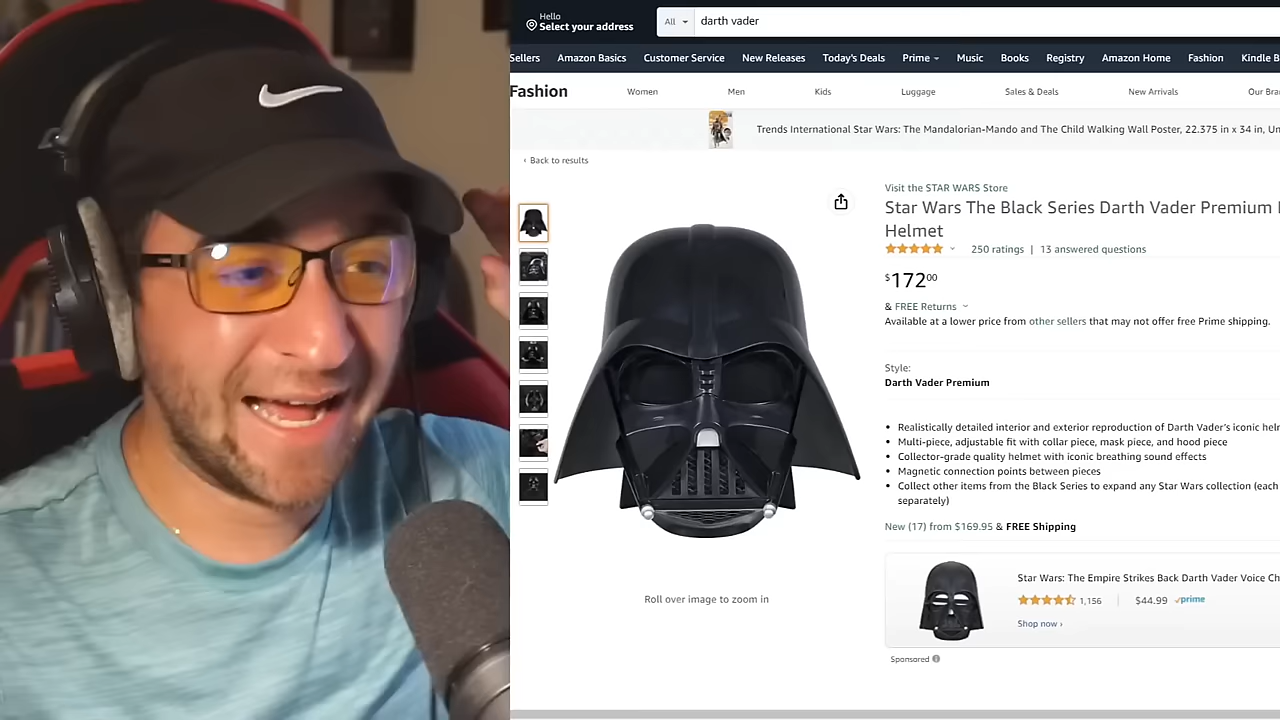 Hello
Select your address
All
darth vader
Sellers
Amazon Basics
Customer Service
New Releases
Today's Deals
Prime
Music
Books
Registry
Amazon Home
Fashion
Kindle B
Fashion
Women
Men
Kids
Luggage
Sales & Deals
New Arrivals
Our Bra
Trends International Star Wars: The Mandalorian-Mando and The Child Walking Wall Poster, 22.375 in x 34 in, Un
‹ Back to results
Visit the STAR WARS Store
Star Wars The Black Series Darth Vader Premium
Helmet
250 ratings | 13 answered questions
$17200
& FREE Returns
Available at a lower price from other sellers that may not offer free Prime shipping.
Style:
Darth Vader Premium
• Realistically detailed interior and exterior reproduction of Darth Vader's iconic helm
• Multi-piece, adjustable fit with collar piece, mask piece, and hood piece
• Collector-grade quality helmet with iconic breathing sound effects
• Magnetic connection points between pieces
• Collect other items from the Black Series to expand any Star Wars collection (each
separately)
New (17) from $169.95 & FREE Shipping
Star Wars: The Empire Strikes Back Darth Vader Voice Ch
1,156 | $44.99 prime
Shop now ›
Roll over image to zoom in
Sponsored